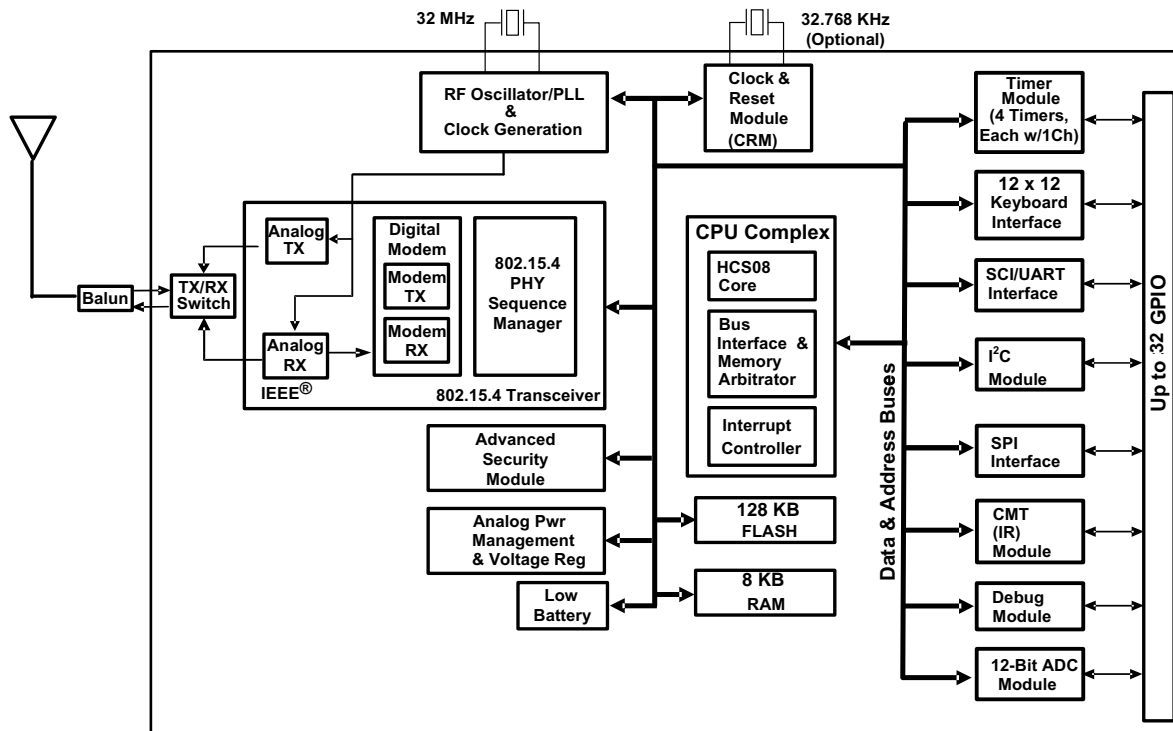 32 MHz
32.768 KHz
(Optional)
RF Oscillator/PLL
&
Clock Generation
Clock &
Reset
Module
(CRM)
Timer
Module
(4 Timers,
Each w/1Ch)
12 x 12
Keyboard
Interface
SCI/UART
Interface
I²C
Module
SPI
Interface
CMT
(IR)
Module
Debug
Module
12-Bit ADC
Module
Up to 32 GPIO
Data & Address Buses
CPU Complex
HCS08
Core
Bus
Interface &
Memory
Arbitrator
Interrupt
Controller
128 KB
FLASH
8 KB
RAM
Balun
TX/RX
Switch
Analog
TX
Analog
RX
Digital
Modem
Modem
TX
Modem
RX
802.15.4
PHY
Sequence
Manager
IEEE®
802.15.4 Transceiver
Advanced
Security
Module
Analog Pwr
Management
& Voltage Reg
Low
Battery